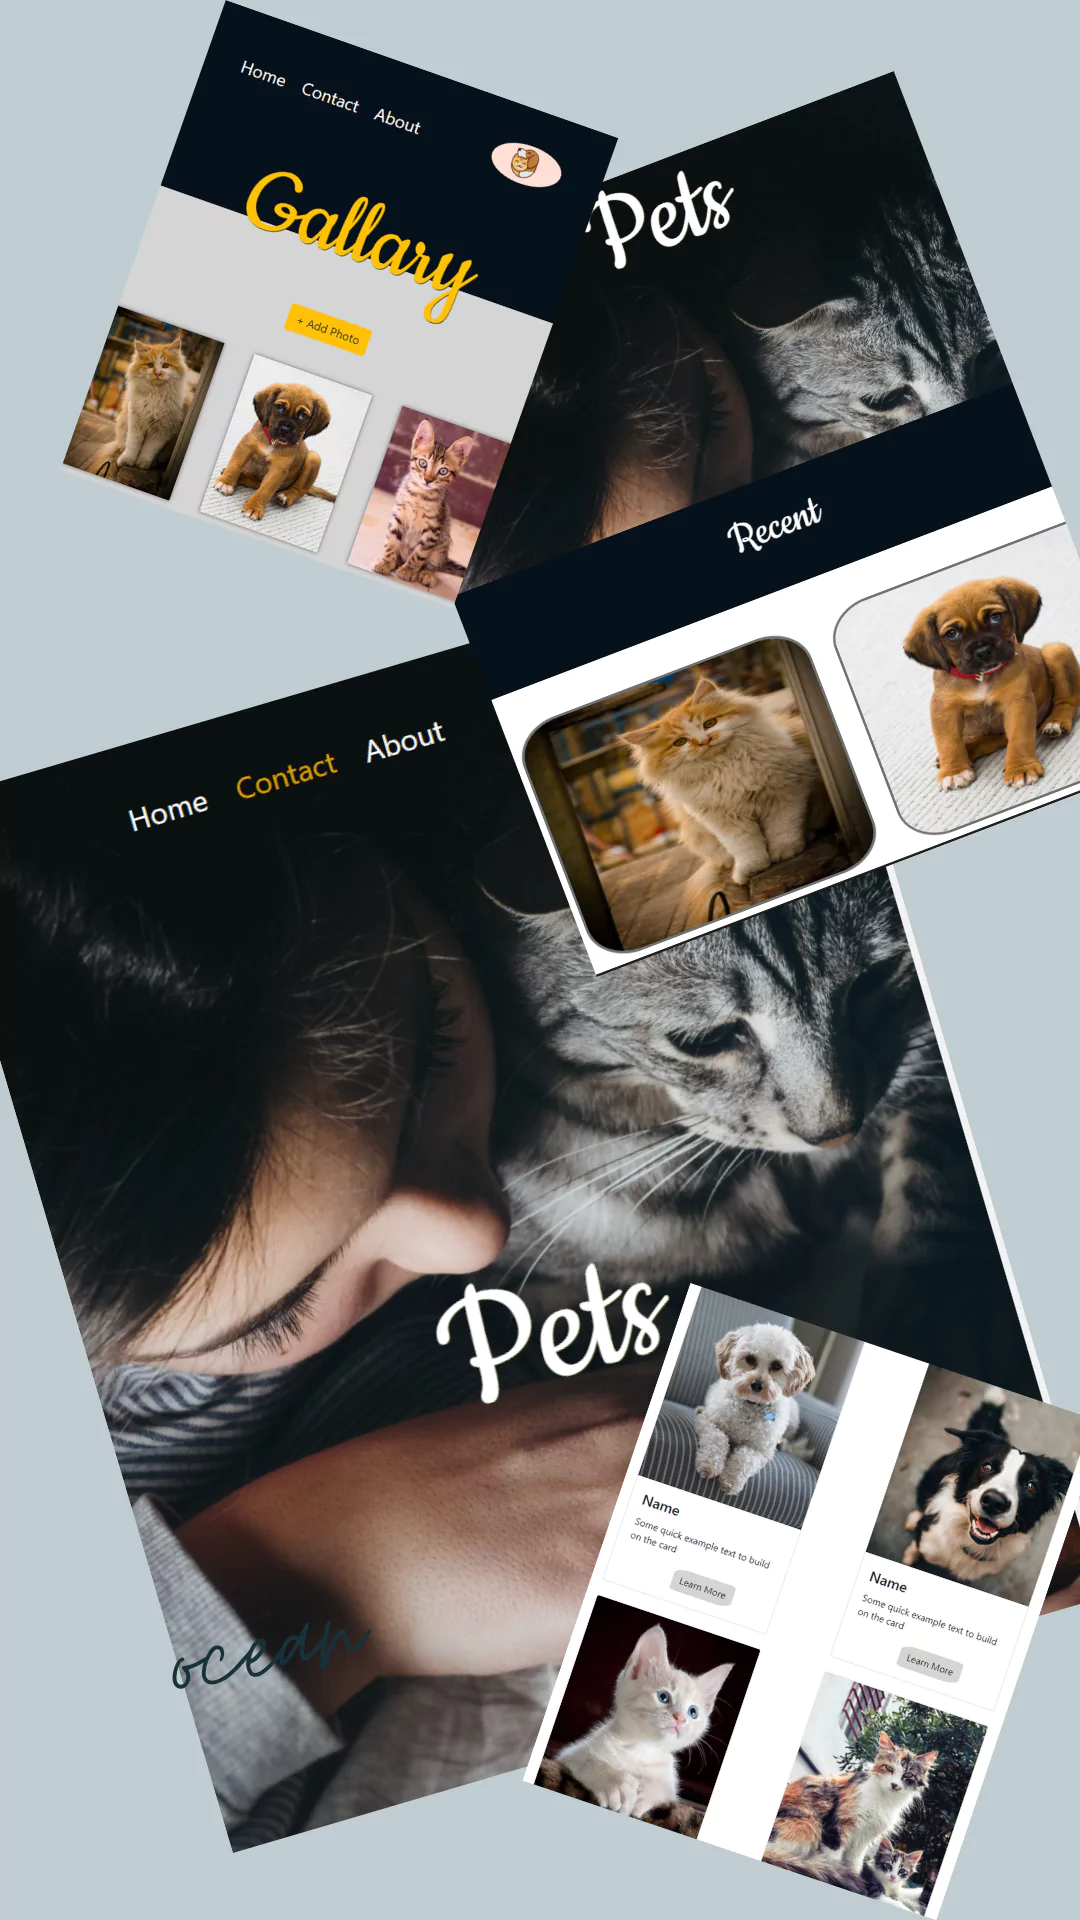 Home Contact About
Gallary
+ Add Photo
Pets
Recent
Home Contact About
Pets
Name
Some quick example text to build
on the card
Learn More
Name
Some quick example text to build
on the card
Learn More
ocean